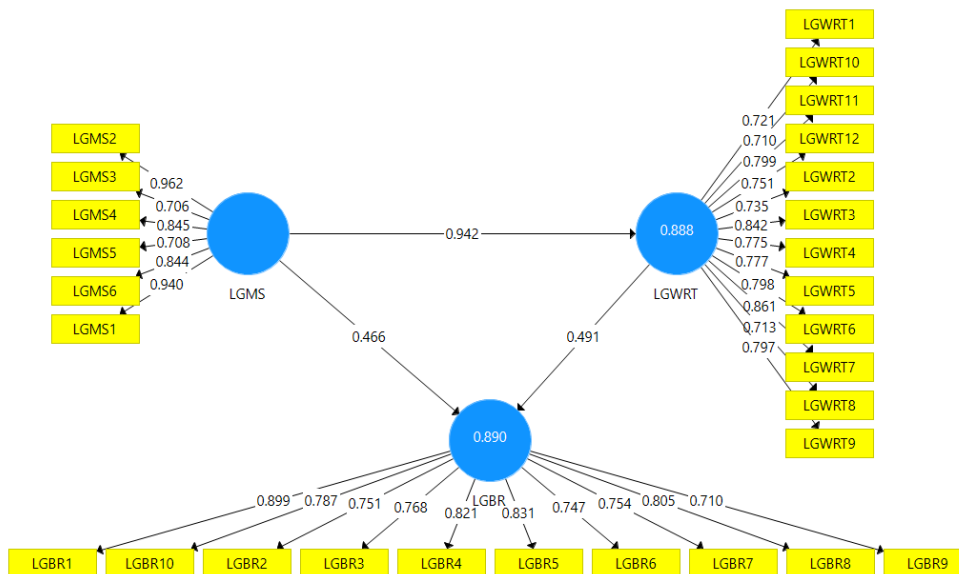 LGWRT1
LGWRT10
LGWRT11
LGWRT12
LGWRT2
LGWRT3
LGWRT4
LGWRT5
LGWRT6
LGWRT7
LGWRT8
LGWRT9
0.721
0.710
0.799
0.751
0.735
0.842
0.775
0.777
0.798
0.861
0.713
0.797
LGMS2
LGMS3
LGMS4
LGMS5
LGMS6
LGMS1
0.962
0.706
0.845
0.708
0.844
0.940
LGMS
0.942
0.888
LGWRT
0.466
0.491
0.890
LGBR
0.899
0.787
0.751
0.768
0.821
0.831
0.747
0.754
0.805
0.710
LGBR1
LGBR10
LGBR2
LGBR3
LGBR4
LGBR5
LGBR6
LGBR7
LGBR8
LGBR9